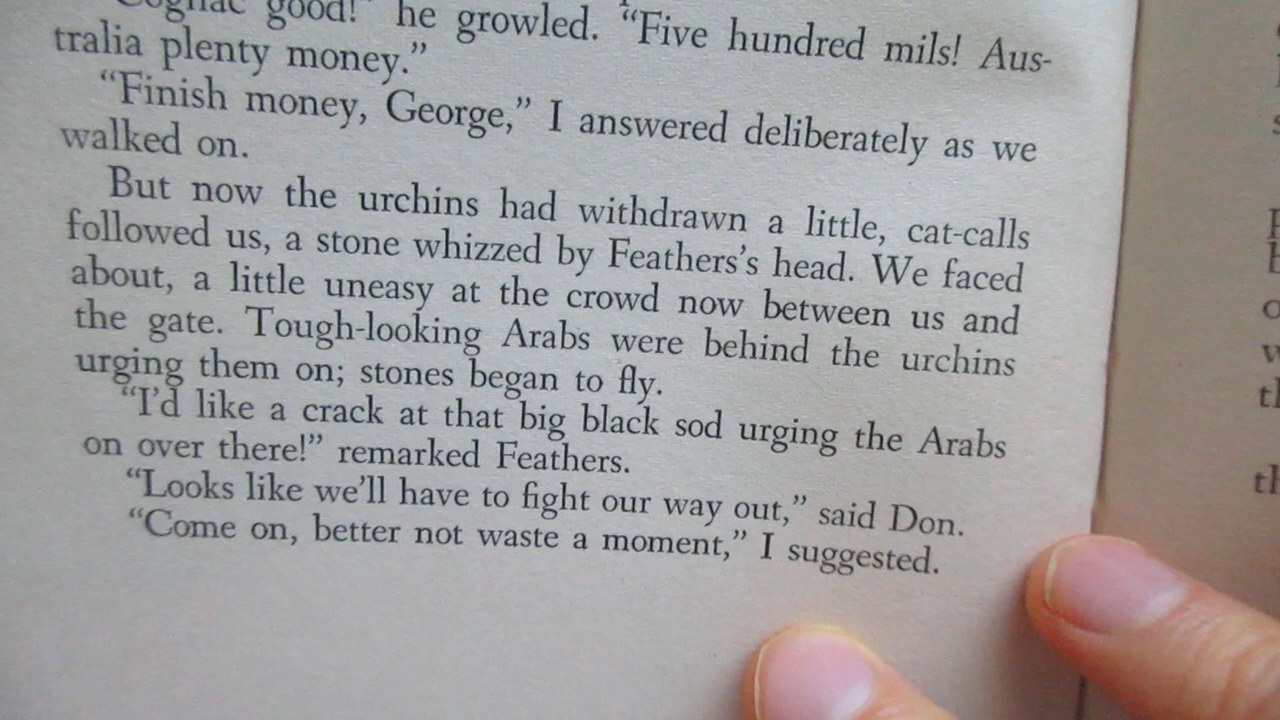 Cognac good!" he growled. "Five hundred mils! Aus-
tralia plenty money."
"Finish money, George," I answered deliberately as we
walked on.
But now the urchins had withdrawn a little, cat-calls
followed us, a stone whizzed by Feathers's head. We faced
about, a little uneasy at the crowd now between us and
the gate. Tough-looking Arabs were behind the urchins
urging them on; stones began to fly.
"I'd like a crack at that big black sod urging the Arabs
on over there!" remarked Feathers.
"Looks like we'll have to fight our way out," said Don.
"Come on, better not waste a moment," I suggested.